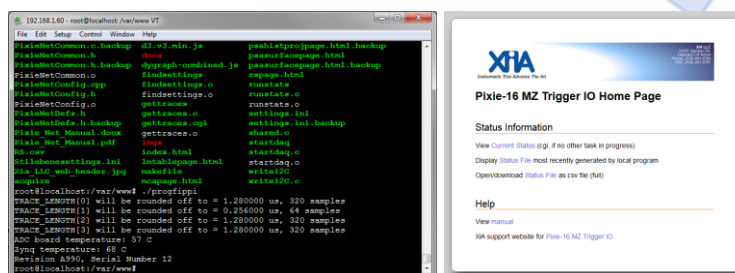 192.168.1.60 - root@localhost: /var/www VT
File Edit Setup Control Window Help
PixieNetCommon.c.backup d3.v3.min.js psahistprojpage.html.backup
PixieNetCommon.h docs psasurfacepage.html
PixieNetCommon.h.backup dygraph-combined.js psasurfacepage.html.backup
PixieNetCommon.o findsettings rspage.html
PixieNetConfig.cpp findsettings.c runstats
PixieNetConfig.h findsettings.o runstats.c
PixieNetConfig.o gettraces runstats.o
PixieNetDefs.h gettraces.c settings.ini
PixieNetDefs.h.backup gettraces.cgi settings.ini.backup
Pixie_Net_Manual.docx gettraces.o shared.c
Pixie_Net_Manual.pdf startdaq
RS.csv index.html startdaq.c
Stilbenesettings.ini lmtablepage.html startdaq.o
Xia_LLC_web_header.jpg makefile write12C
acquire mcapage.html write12C.c
root@localhost:/var/www# ./progfippi
TRACE_LENGTH[0] will be rounded off to = 1.280000 us, 320 samples
TRACE_LENGTH[1] will be rounded off to = 0.256000 us, 64 samples
TRACE_LENGTH[2] will be rounded off to = 1.280000 us, 320 samples
TRACE_LENGTH[3] will be rounded off to = 1.280000 us, 320 samples
ADC board temperature: 57 C
Zynq temperature: 68 C
Revision A990, Serial Number 12
root@localhost:/var/www#
XIA
Instruments That Advance The Art
Pixie-16 MZ Trigger IO Home Page
Status Information
View Current Status (cgi, if no other task in progress)
Display Status File most recently generated by local program
Open/download Status File as csv file (full)
Help
View manual
XIA support website for Pixie-16 MZ Trigger IO